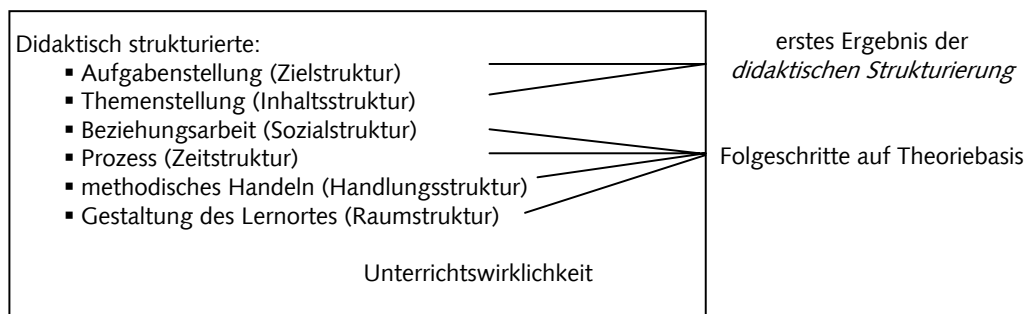 Didaktisch strukturierte:
▪ Aufgabenstellung (Zielstruktur)
▪ Themenstellung (Inhaltsstruktur)
▪ Beziehungsarbeit (Sozialstruktur)
▪ Prozess (Zeitstruktur)
▪ methodisches Handeln (Handlungsstruktur)
▪ Gestaltung des Lernortes (Raumstruktur)
Unterrichtswirklichkeit
erstes Ergebnis der
didaktischen Strukturierung
Folgeschritte auf Theoriebasis